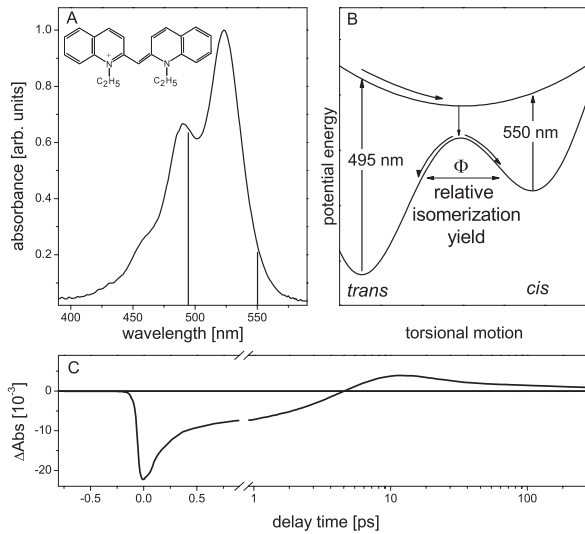 A
1.0
0.8
0.6
0.4
0.2
absorbance [arb. units]
N
+
N
C₂H₅
C₂H₅
400
450
500
550
wavelength [nm]
B
potential energy
495 nm
550 nm
Φ
relative
isomerization
yield
trans
cis
torsional motion
C
0
-10
-20
ΔAbs [10⁻³]
-0.5
0.0
0.5
1
10
100
delay time [ps]